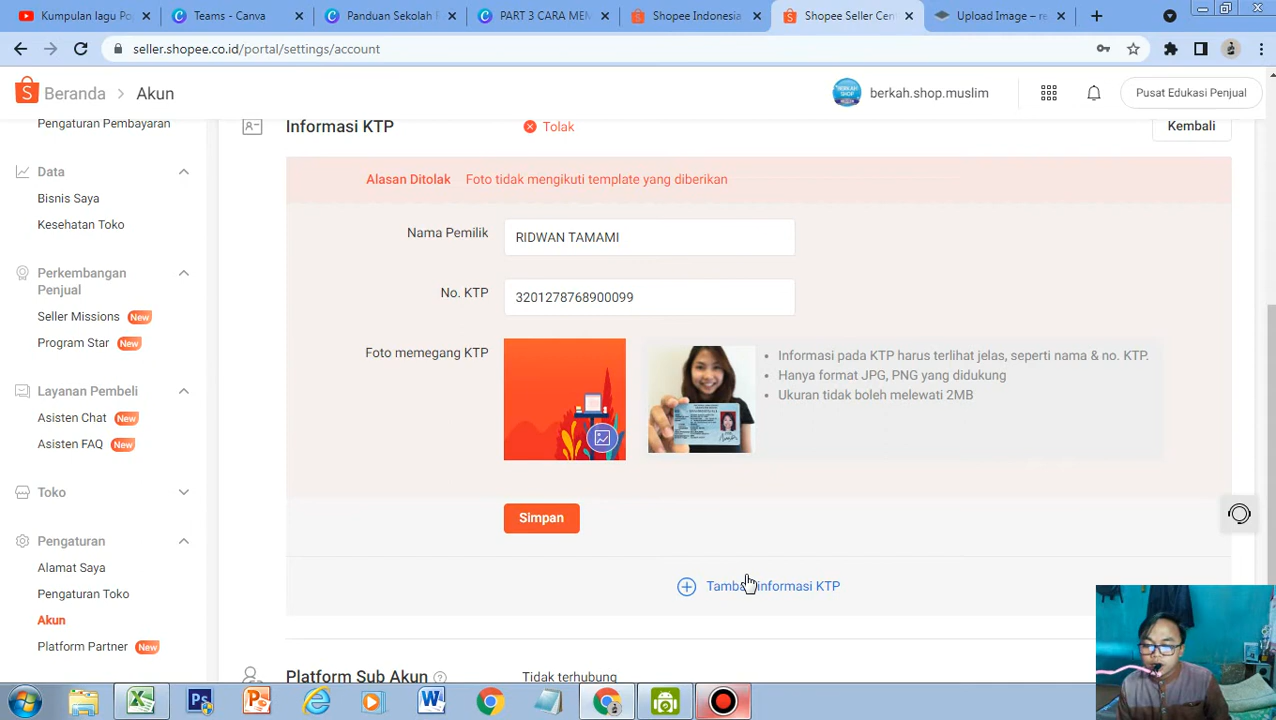 Kumpulan lagu Po
Teams - Canva
Panduan Sekolah F
PART 3 CARA MEN
Shopee Indonesia
Shopee Seller Cen
Upload Image – re
seller.shopee.co.id/portal/settings/account
Beranda > Akun
berkah.shop.muslim
Pusat Edukasi Penjual
Pengaturan Pembayaran
Data
Bisnis Saya
Kesehatan Toko
Perkembangan
Penjual
Seller Missions New
Program Star New
Layanan Pembeli
Asisten Chat New
Asisten FAQ New
Toko
Pengaturan
Alamat Saya
Pengaturan Toko
Akun
Platform Partner New
Informasi KTP
Tolak
Kembali
Alasan Ditolak Foto tidak mengikuti template yang diberikan
Nama Pemilik RIDWAN TAMAMI
No. KTP 3201278768900099
Foto memegang KTP
Informasi pada KTP harus terlihat jelas, seperti nama & no. KTP.
Hanya format JPG, PNG yang didukung
Ukuran tidak boleh melewati 2MB
Simpan
informasi KTP
Platform Sub Akun ?
Tidak terhubung